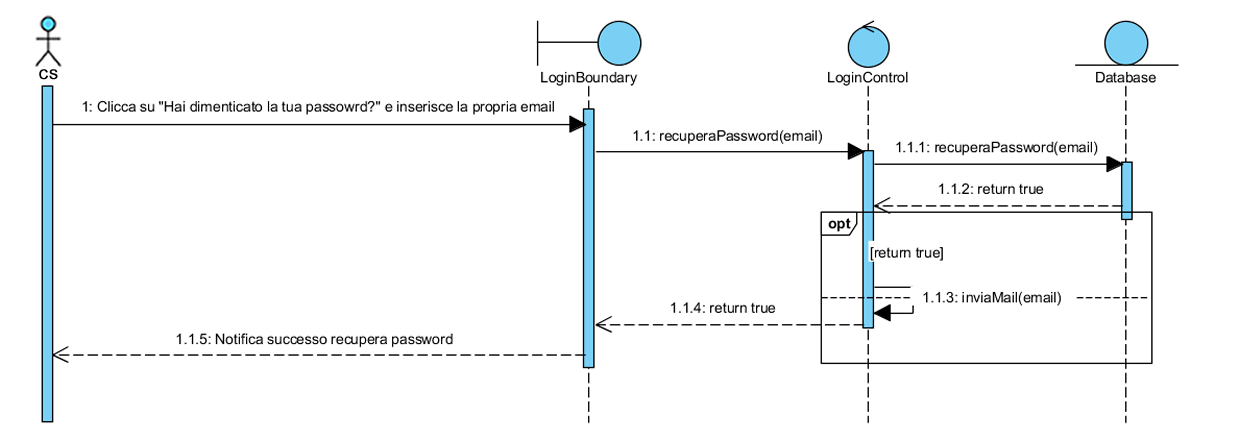 CS
LoginBoundary
LoginControl
Database
1: Clicca su "Hai dimenticato la tua passowrd?" e inserisce la propria email
1.1: recuperaPassword(email)
1.1.1: recuperaPassword(email)
1.1.2: return true
opt
[return true]
1.1.3: inviaMail(email)
1.1.4: return true
1.1.5: Notifica successo recupera password